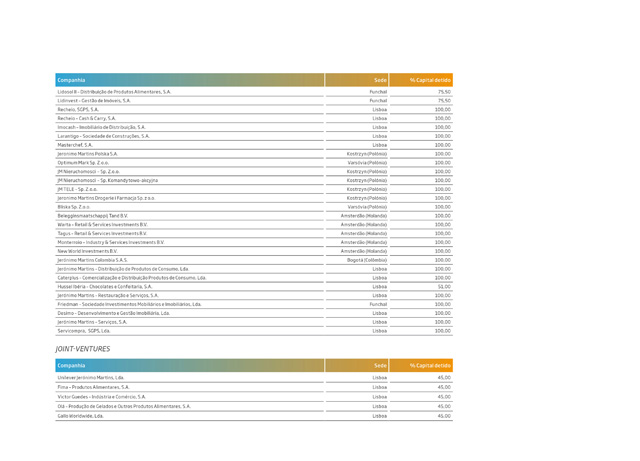 Companhia Sede % Capital detido
Lidosol II - Distribuição de Produtos Alimentares, S.A. Funchal 75,50
Lidinvest - Gestão de Imóveis, S.A. Funchal 75,50
Recheio, SGPS, S.A. Lisboa 100,00
Recheio - Cash & Carry, S.A. Lisboa 100,00
Imocash - Imobiliário de Distribuição, S.A. Lisboa 100,00
Larantigo - Sociedade de Construções, S.A. Lisboa 100,00
Masterchef, S.A. Lisboa 100,00
Jeronimo Martins Polska S.A. Kostrzyn (Polónia) 100,00
Optimum Mark Sp. Z o.o. Varsóvia (Polónia) 100,00
JM Nieruchomosci - Sp. Z o.o. Kostrzyn (Polónia) 100,00
JM Nieruchomosci - Sp. Komandytowo-akcyjna Kostrzyn (Polónia) 100,00
JM TELE - Sp. Z o.o. Kostrzyn (Polónia) 100,00
Jeronimo Martins Drogerie i Farmacja Sp. z o.o. Kostrzyn (Polónia) 100,00
Bliska Sp. Z o.o. Varsóvia (Polónia) 100,00
Belegginsmaatschappij Tand B.V. Amsterdão (Holanda) 100,00
Warta - Retail & Services Investments B.V. Amsterdão (Holanda) 100,00
Tagus - Retail & Services Investments B.V. Amsterdão (Holanda) 100,00
Monterroio - Industry & Services Investments B.V. Amsterdão (Holanda) 100,00
New World Investments B.V. Amsterdão (Holanda) 100,00
Jerónimo Martins Colombia S.A.S. Bogotá (Colômbia) 100,00
Jerónimo Martins - Distribuição de Produtos de Consumo, Lda. Lisboa 100,00
Caterplus - Comercialização e Distribuição Produtos de Consumo, Lda. Lisboa 100,00
Hussel Ibéria - Chocolates e Confeitaria, S.A. Lisboa 51,00
Jerónimo Martins - Restauração e Serviços, S.A. Lisboa 100,00
Friedman - Sociedade Investimentos Mobiliários e Imobiliários, Lda. Lisboa 100,00
Desimo - Desenvolvimento e Gestão Imobiliária, Lda. Lisboa 100,00
Jerónimo Martins - Serviços, S.A. Lisboa 100,00
Servicompra, SGPS, Lda. Lisboa 100,00
JOINT-VENTURES
Companhia Sede % Capital detido
Unilever Jerónimo Martins, Lda. Lisboa 45,00
Fima - Produtos Alimentares, S.A. Lisboa 45,00
Victor Guedes - Indústria e Comércio, S.A. Lisboa 45,00
Olá - Produção de Gelados e Outros Produtos Alimentares, S.A. Lisboa 45,00
Gallo Worldwide, Lda. Lisboa 45,00